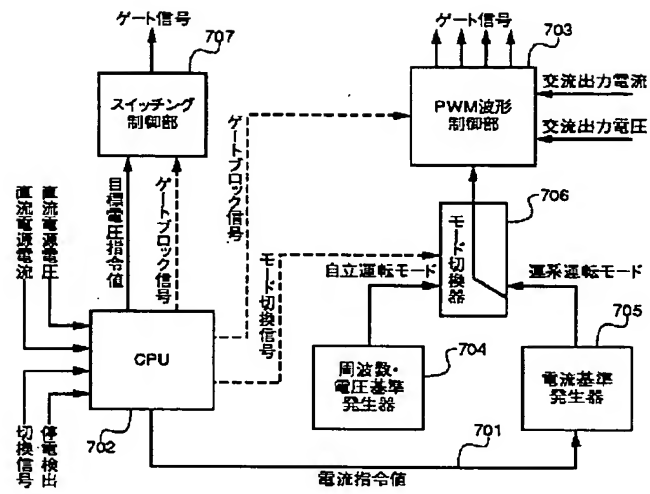 ゲート信号
707
スイッチング
制御部
ゲート信号
703
PWM波形
制御部
交流出力電流
交流出力電圧
直流電源電流
直流電源電圧
目標電圧指令値
ゲートブロック信号
ゲートブロック信号
モード切換信号
706
モード切換器
自立運転モード
連系運転モード
CPU
702
切換信号
停電検出
周波数・
電圧基準
発生器
704
705
電流基準
発生器
701
電流指令値